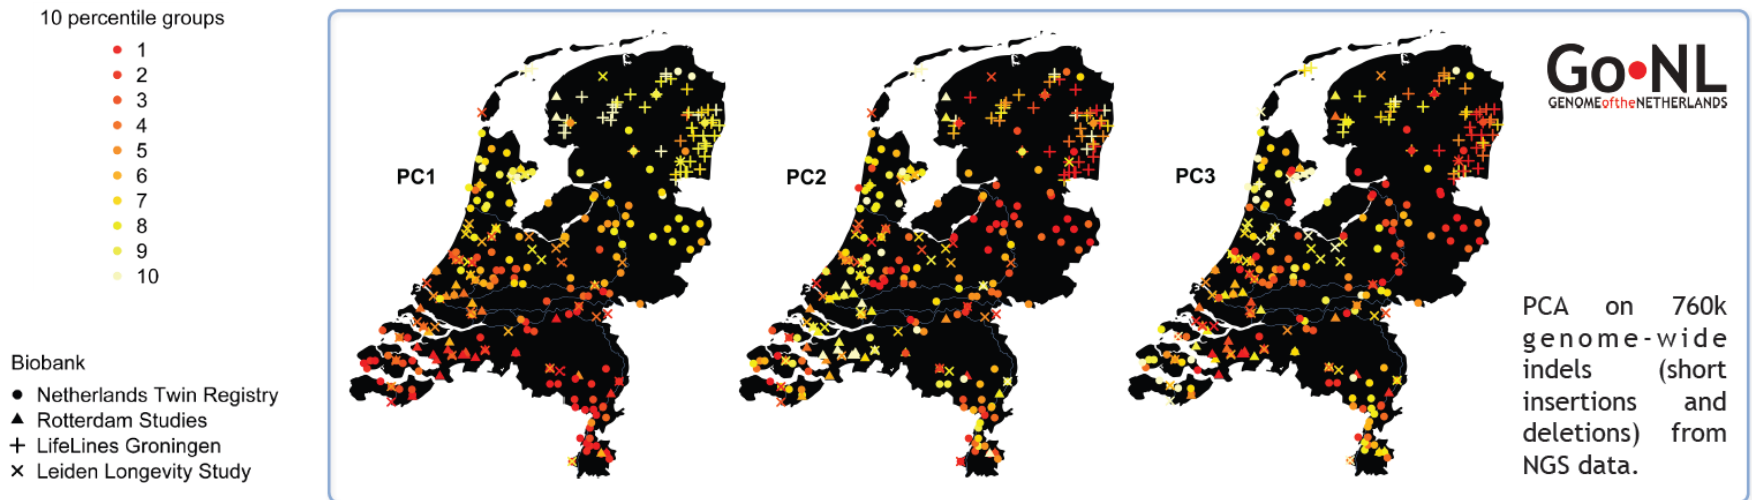 10 percentile groups
1
2
3
4
5
6
7
8
9
10
Biobank
Netherlands Twin Registry
Rotterdam Studies
LifeLines Groningen
Leiden Longevity Study
PC1
PC2
PC3
Go•NL
GENOMEoftheNETHERLANDS
PCA on 760k
genome-wide
indels (short
insertions and
deletions) from
NGS data.